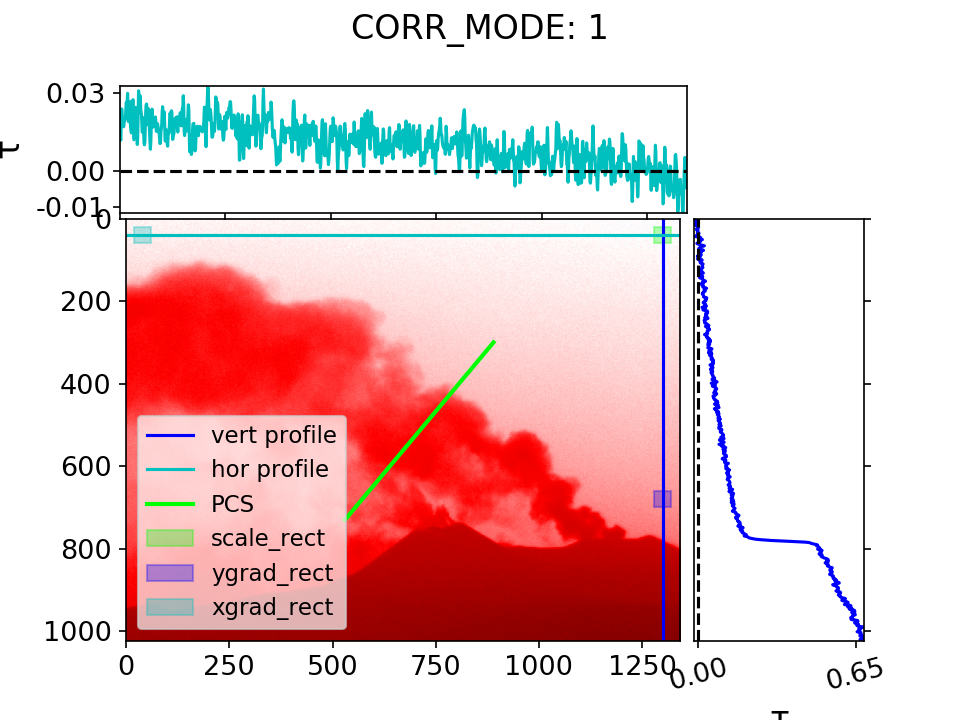 CORR_MODE: 1
0.03
0.00
-0.01
τ
0
200
400
600
800
1000
vert profile
hor profile
PCS
scale_rect
ygrad_rect
xgrad_rect
0 250 500 750 1000 1250
0.00 0.65